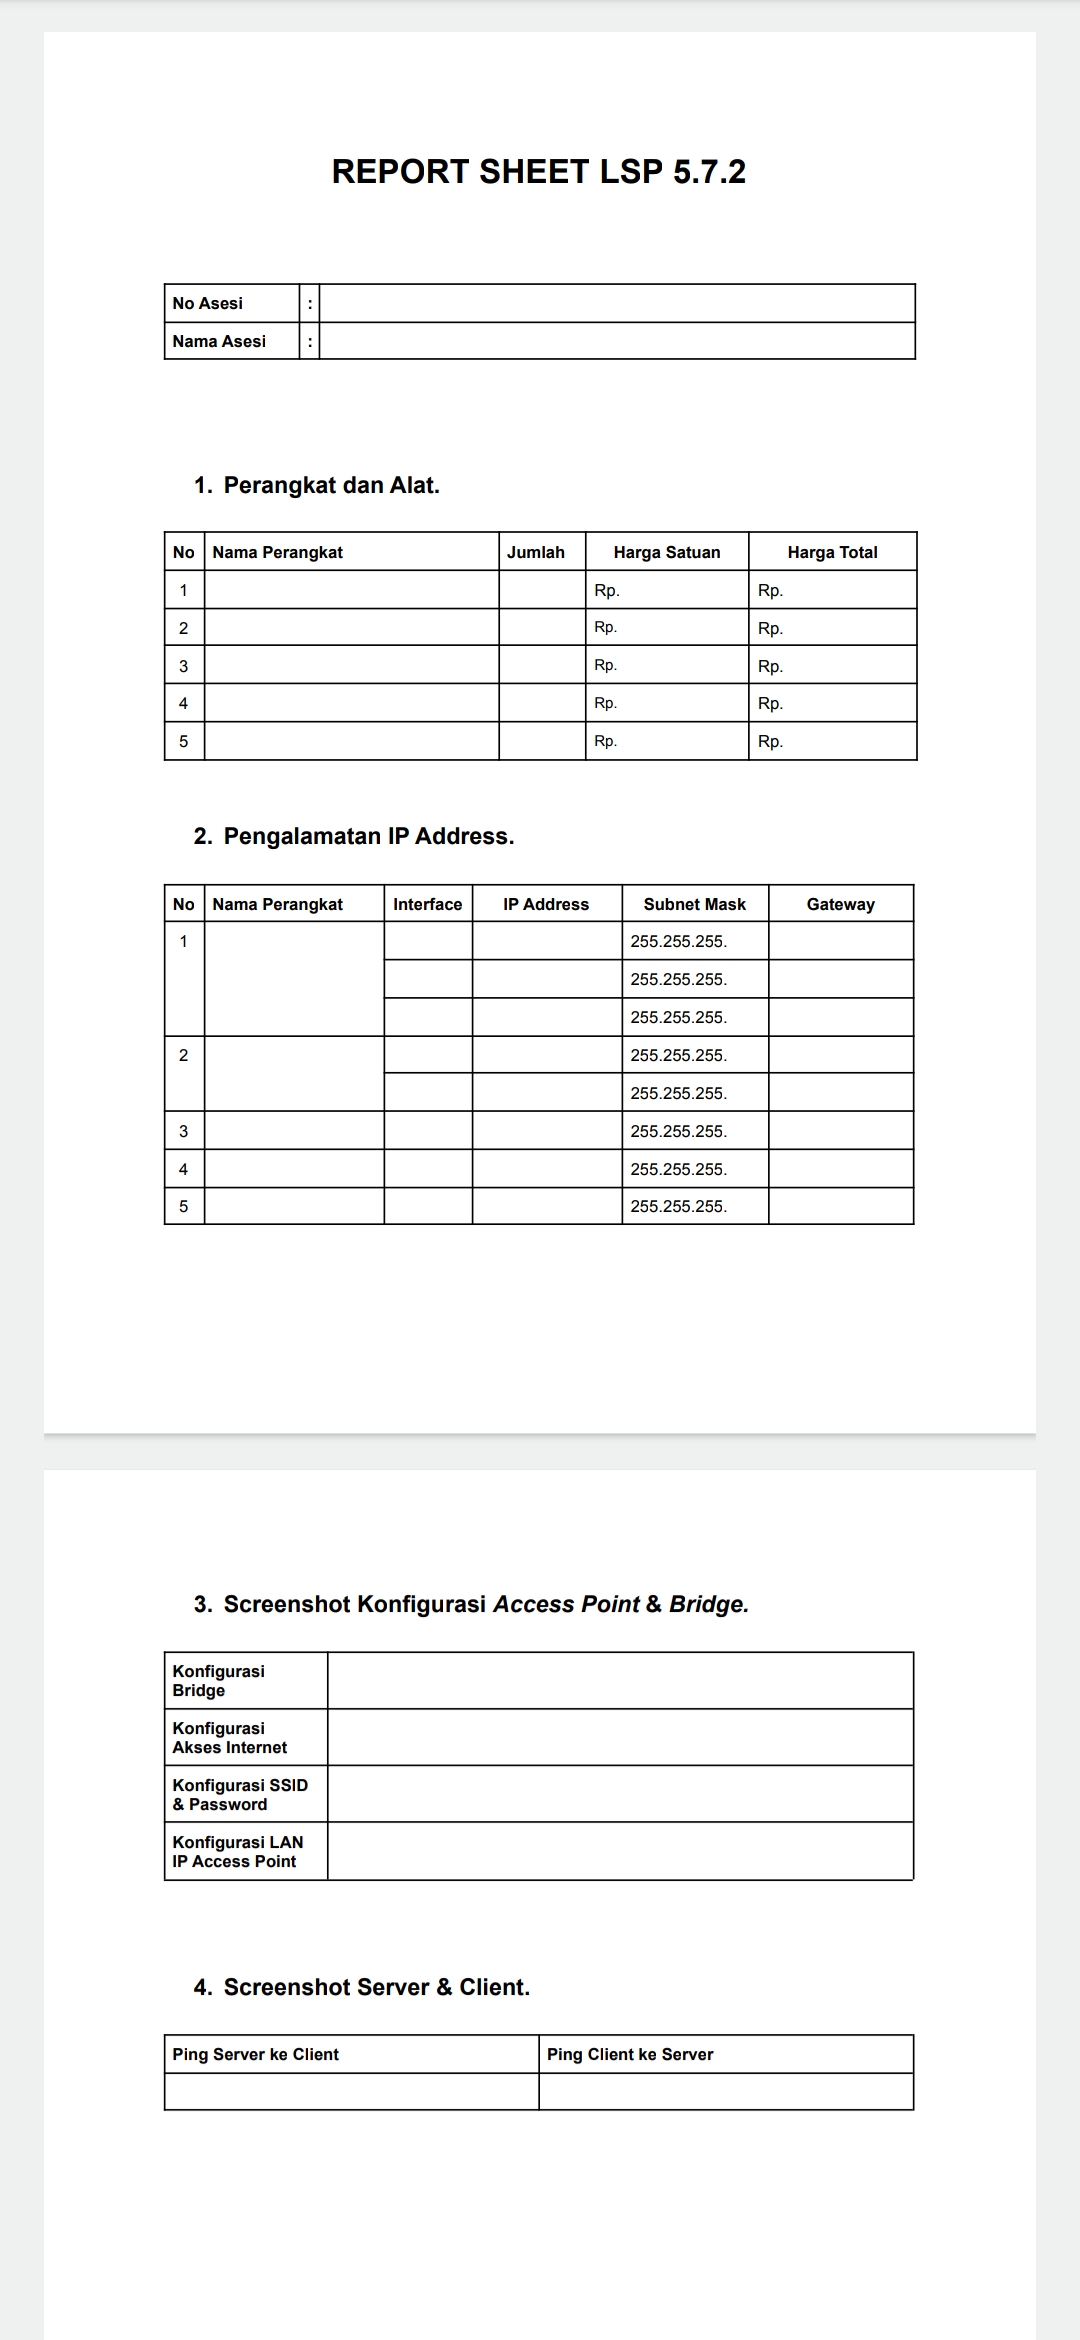 REPORT SHEET LSP 5.7.2
No Asesi :
Nama Asesi :
1. Perangkat dan Alat.
No Nama Perangkat Jumlah Harga Satuan Harga Total
1 Rp. Rp.
2 Rp. Rp.
3 Rp. Rp.
4 Rp. Rp.
5 Rp. Rp.
2. Pengalamatan IP Address.
No Nama Perangkat Interface IP Address Subnet Mask Gateway
1 255.255.255.
255.255.255.
255.255.255.
2 255.255.255.
255.255.255.
3 255.255.255.
4 255.255.255.
5 255.255.255.
3. Screenshot Konfigurasi Access Point & Bridge.
Konfigurasi
Bridge
Konfigurasi
Akses Internet
Konfigurasi SSID
& Password
Konfigurasi LAN
IP Access Point
4. Screenshot Server & Client.
Ping Server ke Client Ping Client ke Server